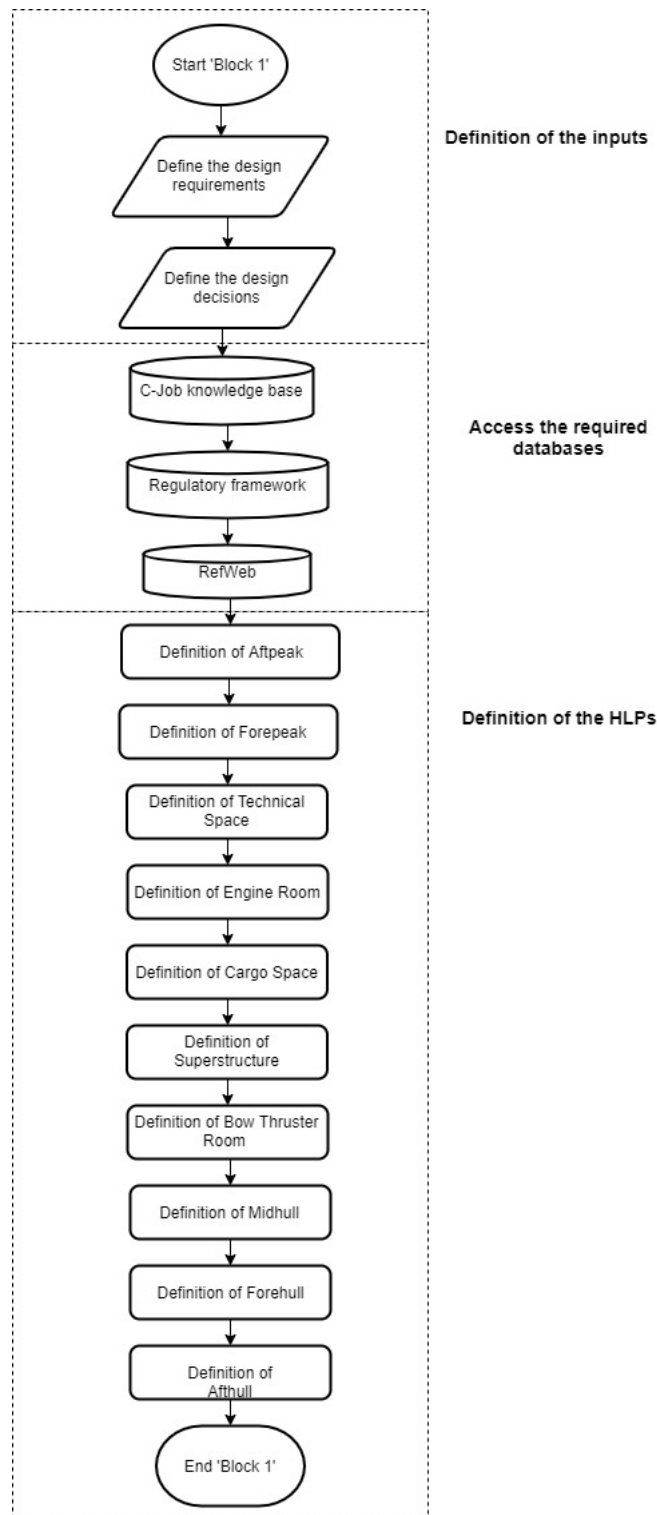 Start 'Block 1'
Definition of the inputs
Define the design
requirements
Define the design
decisions
C-Job knowledge base
Access the required
databases
Regulatory framework
RefWeb
Definition of Aftpeak
Definition of the HLPs
Definition of Forepeak
Definition of Technical
Space
Definition of Engine Room
Definition of Cargo Space
Definition of
Superstructure
Definition of Bow Thruster
Room
Definition of Midhull
Definition of Forehull
Definition of
Afthull
End 'Block 1'